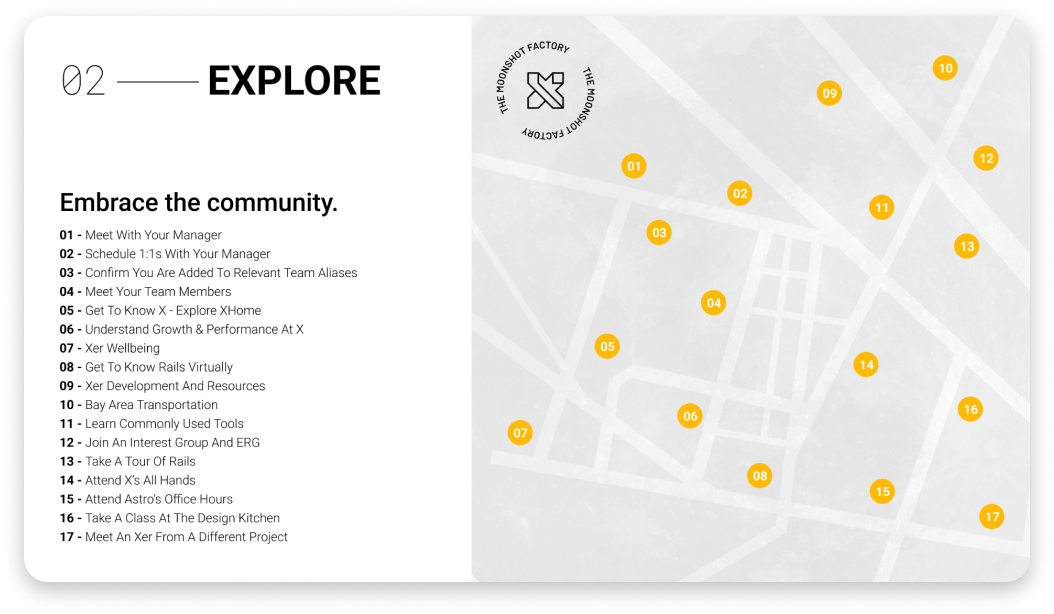 02 EXPLORE
Embrace the community.
01 - Meet With Your Manager
02 - Schedule 1:1s With Your Manager
03 - Confirm You Are Added To Relevant Team Aliases
04 - Meet Your Team Members
05 - Get To Know X - Explore XHome
06 - Understand Growth & Performance At X
07 - Xer Wellbeing
08 - Get To Know Rails Virtually
09 - Xer Development And Resources
10 - Bay Area Transportation
11 - Learn Commonly Used Tools
12 - Join An Interest Group And ERG
13 - Take A Tour Of Rails
14 - Attend X's All Hands
15 - Attend Astro's Office Hours
16 - Take A Class At The Design Kitchen
17 - Meet An Xer From A Different Project
THE MOONSHOT FACTORY
THE MOONSHOT FACTORY
10
09
12
01
02
11
03
13
04
05
14
16
06
07
08
15
17